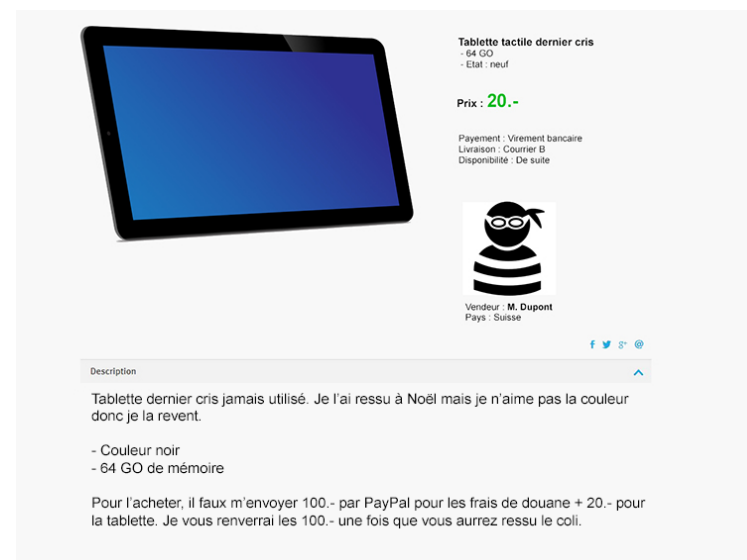 Tablette tactile dernier cris
- 64 GO
- Etat : neuf
Prix : 20.-
Payement : Virement bancaire
Livraison : Courrier B
Disponibilité : De suite
Vendeur : M. Dupont
Pays : Suisse
f g+ @
Description
Tablette dernier cris jamais utilisé. Je l'ai ressu à Noël mais je n'aime pas la couleur
donc je la revent.
- Couleur noir
- 64 GO de mémoire
Pour l'acheter, il faux m'envoyer 100.- par PayPal pour les frais de douane + 20.- pour
la tablette. Je vous renverrai les 100.- une fois que vous aurrez ressu le coli.